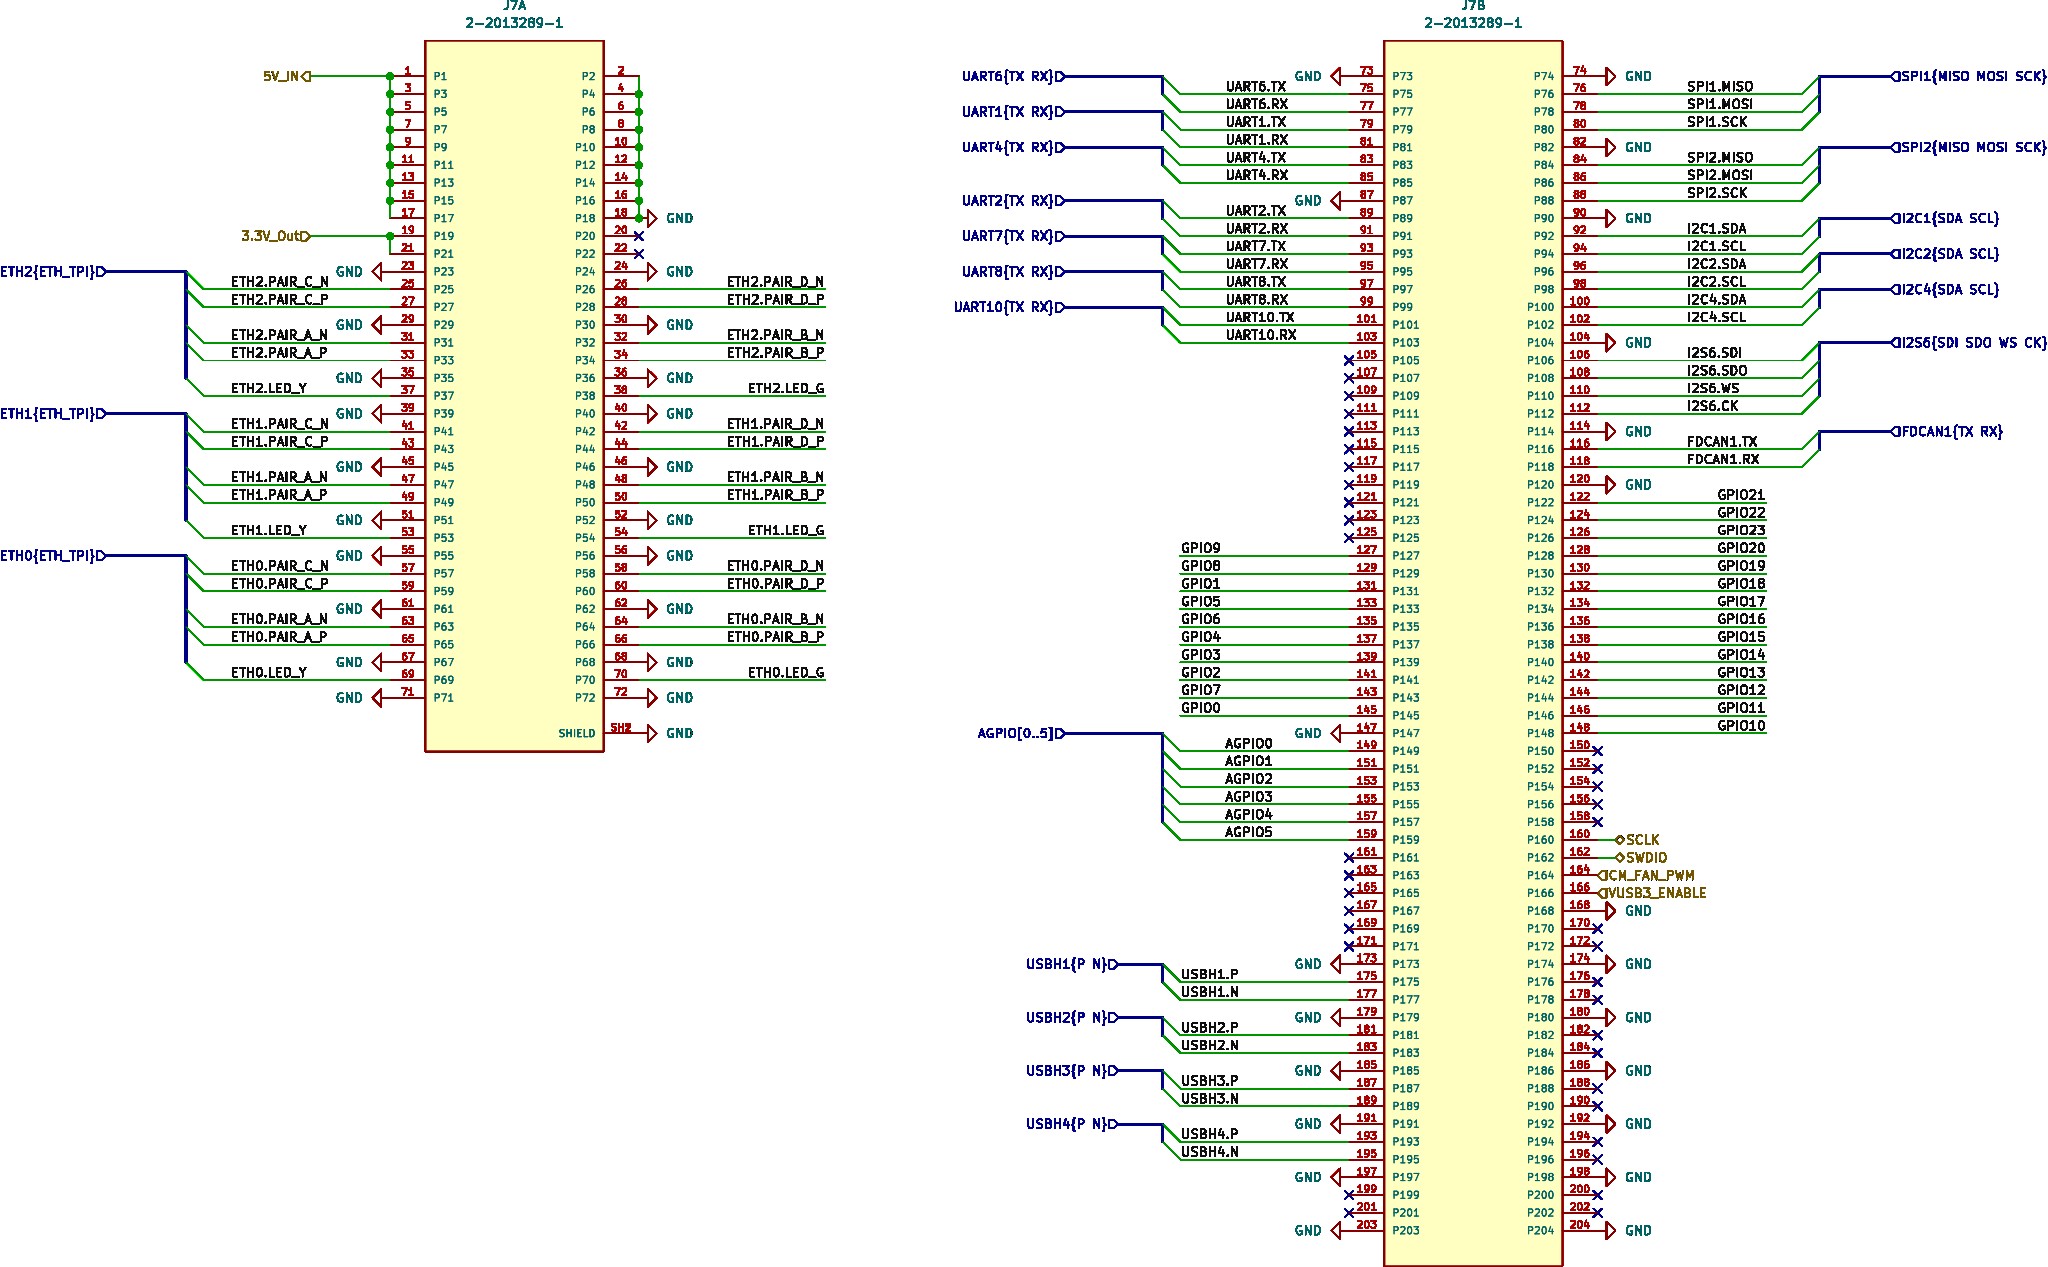 J7A
2-2013289-1
5V_IN 1 P1 P2 2
3 P3 P4 4
5 P5 P6 6
7 P7 P8 8
9 P9 P10 10
11 P11 P12 12
13 P13 P14 14
15 P15 P16 16
17 P17 P18 18 GND
3.3V_Out 19 P19 P20 20
21 P21 P22 22
ETH2{ETH_TPI} GND 23 P23 P24 24 GND
ETH2.PAIR_C_N 25 P25 P26 26 ETH2.PAIR_D_N
ETH2.PAIR_C_P 27 P27 P28 28 ETH2.PAIR_D_P
GND 29 P29 P30 30 GND
ETH2.PAIR_A_N 31 P31 P32 32 ETH2.PAIR_B_N
ETH2.PAIR_A_P 33 P33 P34 34 ETH2.PAIR_B_P
GND 35 P35 P36 36 GND
ETH2.LED_Y 37 P37 P38 38 ETH2.LED_G
ETH1{ETH_TPI} GND 39 P39 P40 40 GND
ETH1.PAIR_C_N 41 P41 P42 42 ETH1.PAIR_D_N
ETH1.PAIR_C_P 43 P43 P44 44 ETH1.PAIR_D_P
GND 45 P45 P46 46 GND
ETH1.PAIR_A_N 47 P47 P48 48 ETH1.PAIR_B_N
ETH1.PAIR_A_P 49 P49 P50 50 ETH1.PAIR_B_P
GND 51 P51 P52 52 GND
ETH1.LED_Y 53 P53 P54 54 ETH1.LED_G
ETH0{ETH_TPI} GND 55 P55 P56 56 GND
ETH0.PAIR_C_N 57 P57 P58 58 ETH0.PAIR_D_N
ETH0.PAIR_C_P 59 P59 P60 60 ETH0.PAIR_D_P
GND 61 P61 P62 62 GND
ETH0.PAIR_A_N 63 P63 P64 64 ETH0.PAIR_B_N
ETH0.PAIR_A_P 65 P65 P66 66 ETH0.PAIR_B_P
GND 67 P67 P68 68 GND
ETH0.LED_Y 69 P69 P70 70 ETH0.LED_G
GND 71 P71 P72 72 GND
SHIELD SH2 GND
J7B
2-2013289-1
UART6{TX RX} GND 73 P73 P74 74 GND SPI1{MISO MOSI SCK}
UART6.TX 75 P75 P76 76 SPI1.MISO
UART1{TX RX} UART6.RX 77 P77 P78 78 SPI1.MOSI
UART1.TX 79 P79 P80 80 SPI1.SCK
UART4{TX RX} UART1.RX 81 P81 P82 82 GND SPI2{MISO MOSI SCK}
UART4.TX 83 P83 P84 84 SPI2.MISO
UART4.RX 85 P85 P86 86 SPI2.MOSI
UART2{TX RX} GND 87 P87 P88 88 SPI2.SCK
UART2.TX 89 P89 P90 90 GND I2C1{SDA SCL}
UART7{TX RX} UART2.RX 91 P91 P92 92 I2C1.SDA
UART7.TX 93 P93 P94 94 I2C1.SCL I2C2{SDA SCL}
UART8{TX RX} UART7.RX 95 P95 P96 96 I2C2.SDA
UART8.TX 97 P97 P98 98 I2C2.SCL I2C4{SDA SCL}
UART10{TX RX} UART8.RX 99 P99 P100 100 I2C4.SDA
UART10.TX 101 P101 P102 102 I2C4.SCL
UART10.RX 103 P103 P104 104 GND I2S6{SDI SDO WS CK}
105 P105 P106 106 I2S6.SDI
107 P107 P108 108 I2S6.SDO
109 P109 P110 110 I2S6.WS
111 P111 P112 112 I2S6.CK
113 P113 P114 114 GND FDCAN1{TX RX}
115 P115 P116 116 FDCAN1.TX
117 P117 P118 118 FDCAN1.RX
119 P119 P120 120 GND
121 P121 P122 122 GPIO21
123 P123 P124 124 GPIO22
125 P125 P126 126 GPIO23
GPIO9 127 P127 P128 128 GPIO20
GPIO8 129 P129 P130 130 GPIO19
GPIO1 131 P131 P132 132 GPIO18
GPIO5 133 P133 P134 134 GPIO17
GPIO6 135 P135 P136 136 GPIO16
GPIO4 137 P137 P138 138 GPIO15
GPIO3 139 P139 P140 140 GPIO14
GPIO2 141 P141 P142 142 GPIO13
GPIO7 143 P143 P144 144 GPIO12
GPIO0 145 P145 P146 146 GPIO11
AGPIO[0..5] GND 147 P147 P148 148 GPIO10
AGPIO0 149 P149 P150 150
AGPIO1 151 P151 P152 152
AGPIO2 153 P153 P154 154
AGPIO3 155 P155 P156 156
AGPIO4 157 P157 P158 158
AGPIO5 159 P159 P160 160 SCLK
161 P161 P162 162 SWDIO
163 P163 P164 164 CM_FAN_PWM
165 P165 P166 166 VUSB3_ENABLE
167 P167 P168 168 GND
169 P169 P170 170
171 P171 P172 172
USBH1{P N} GND 173 P173 P174 174 GND
USBH1.P 175 P175 P176 176
USBH1.N 177 P177 P178 178
USBH2{P N} GND 179 P179 P180 180 GND
USBH2.P 181 P181 P182 182
USBH2.N 183 P183 P184 184
USBH3{P N} GND 185 P185 P186 186 GND
USBH3.P 187 P187 P188 188
USBH3.N 189 P189 P190 190
USBH4{P N} GND 191 P191 P192 192 GND
USBH4.P 193 P193 P194 194
USBH4.N 195 P195 P196 196
GND 197 P197 P198 198 GND
199 P199 P200 200
201 P201 P202 202
GND 203 P203 P204 204 GND